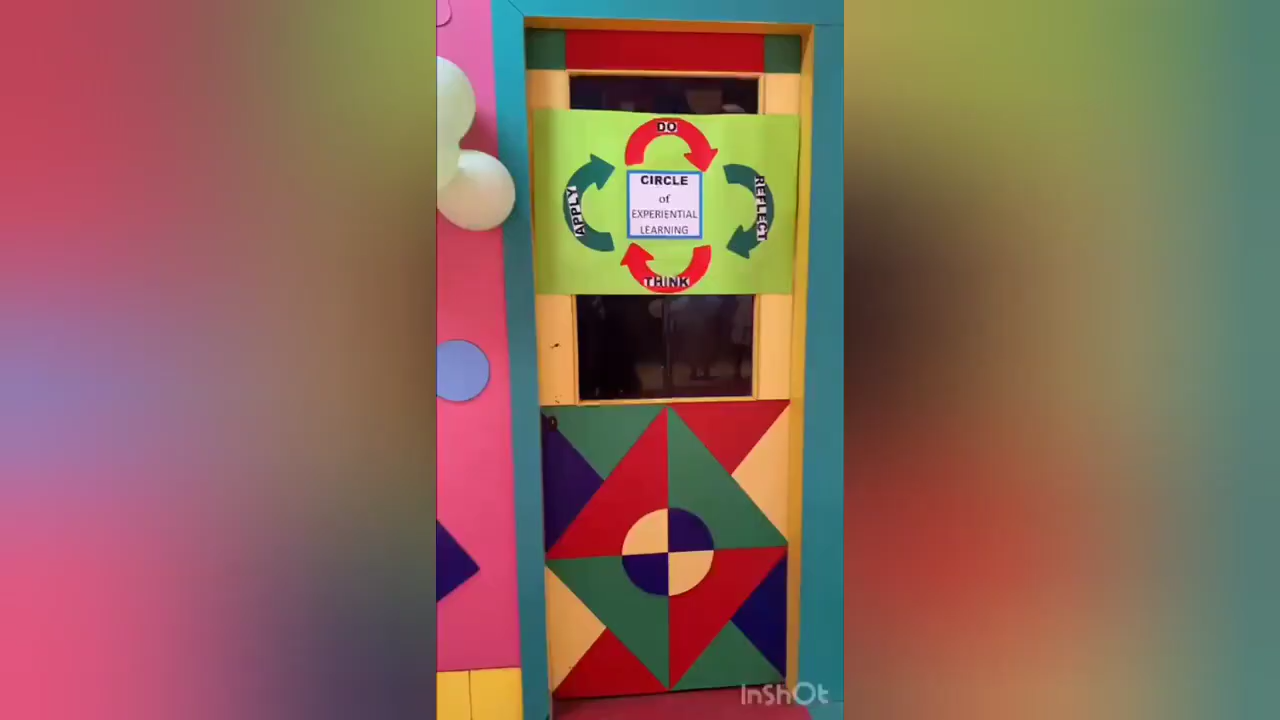 DO
REFLECT
THINK
APPLY
CIRCLE
of
EXPERIENTIAL
LEARNING
InShOt